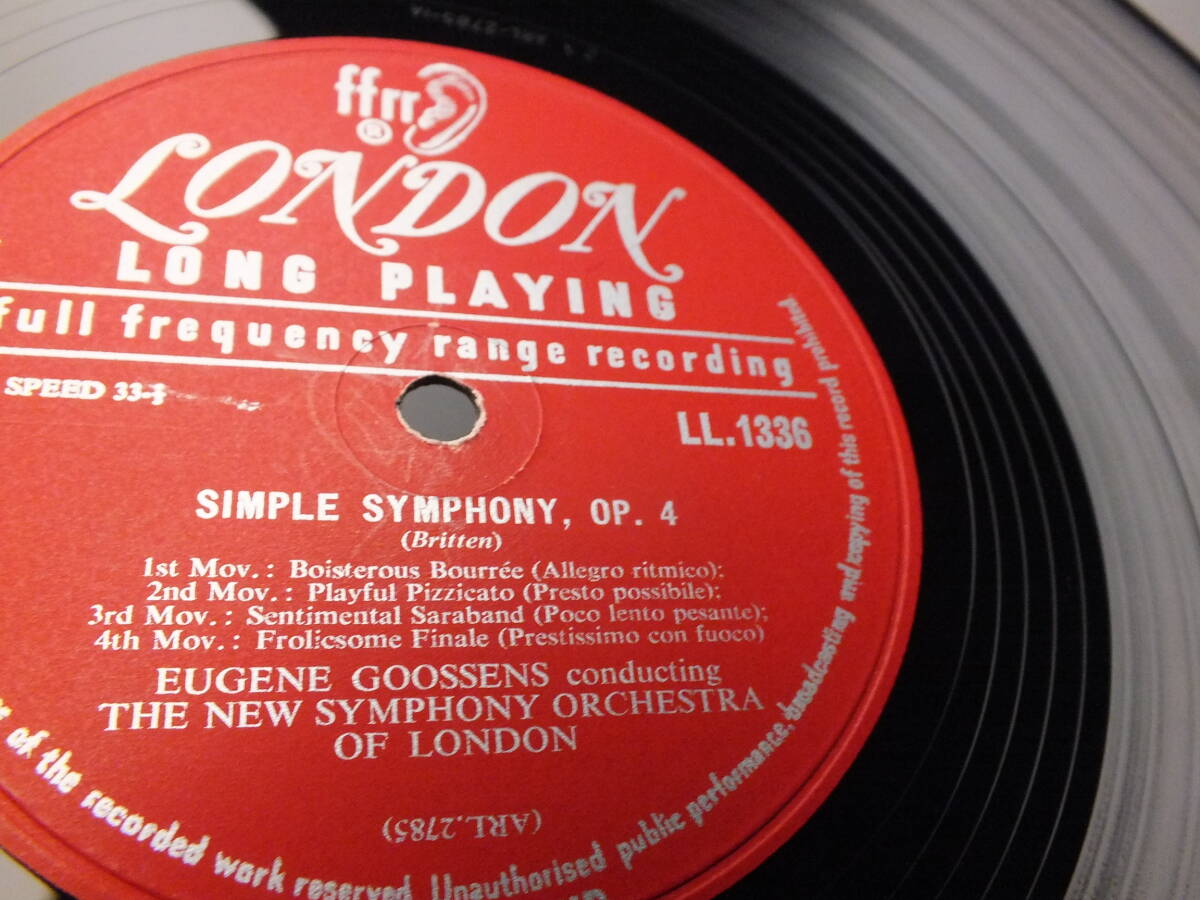 ffrr
®
LONDON
LONG PLAYING
full frequency range recording
SPEED 33⅓
LL.1336
SIMPLE SYMPHONY, OP. 4
(Britten)
1st Mov.: Boisterous Bourrée (Allegro ritmico);
2nd Mov.: Playful Pizzicato (Presto possibile);
3rd Mov.: Sentimental Saraband (Poco lento pesante);
4th Mov.: Frolicsome Finale (Prestissimo con fuoco)
EUGENE GOOSSENS conducting
THE NEW SYMPHONY ORCHESTRA
OF LONDON
(ARL.2785)
of the recorded work reserved. Unauthorised public performance, broadcasting and copying of this record prohibited